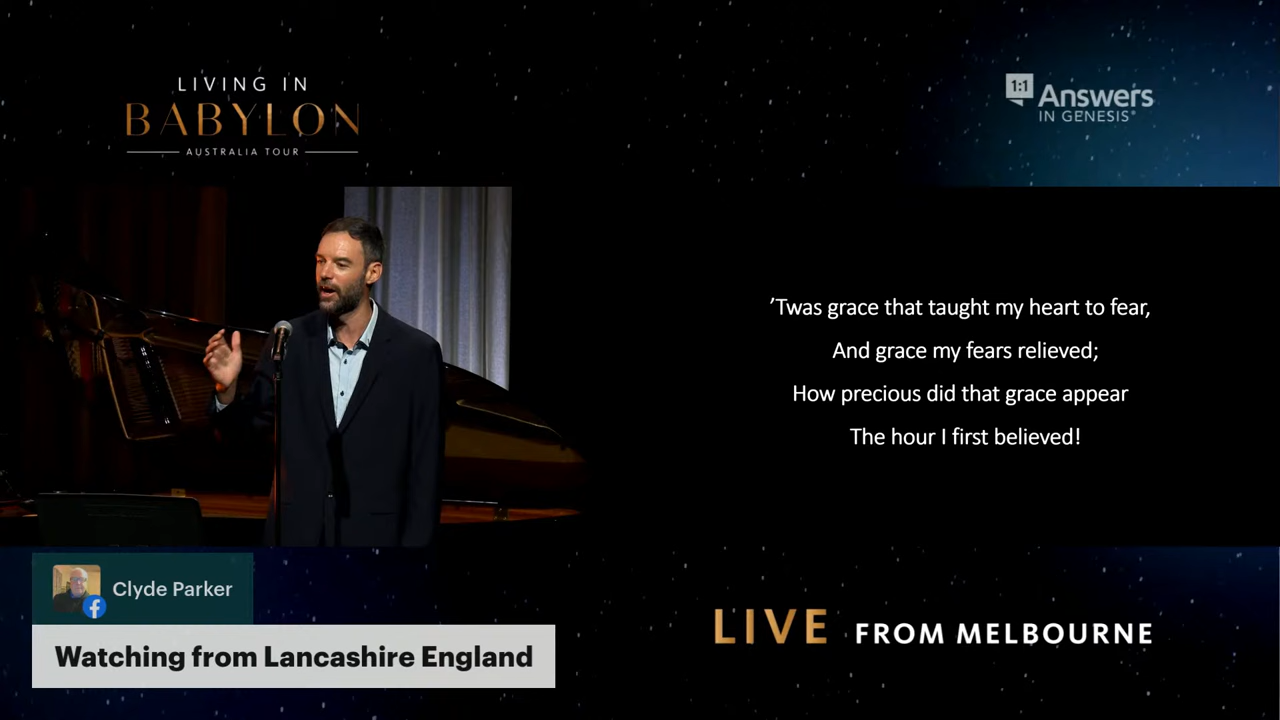 LIVING IN
BABYLON
AUSTRALIA TOUR
1:1
Answers
IN GENESIS®
’Twas grace that taught my heart to fear,
And grace my fears relieved;
How precious did that grace appear
The hour I first believed!
Clyde Parker
Watching from Lancashire England
LIVE FROM MELBOURNE